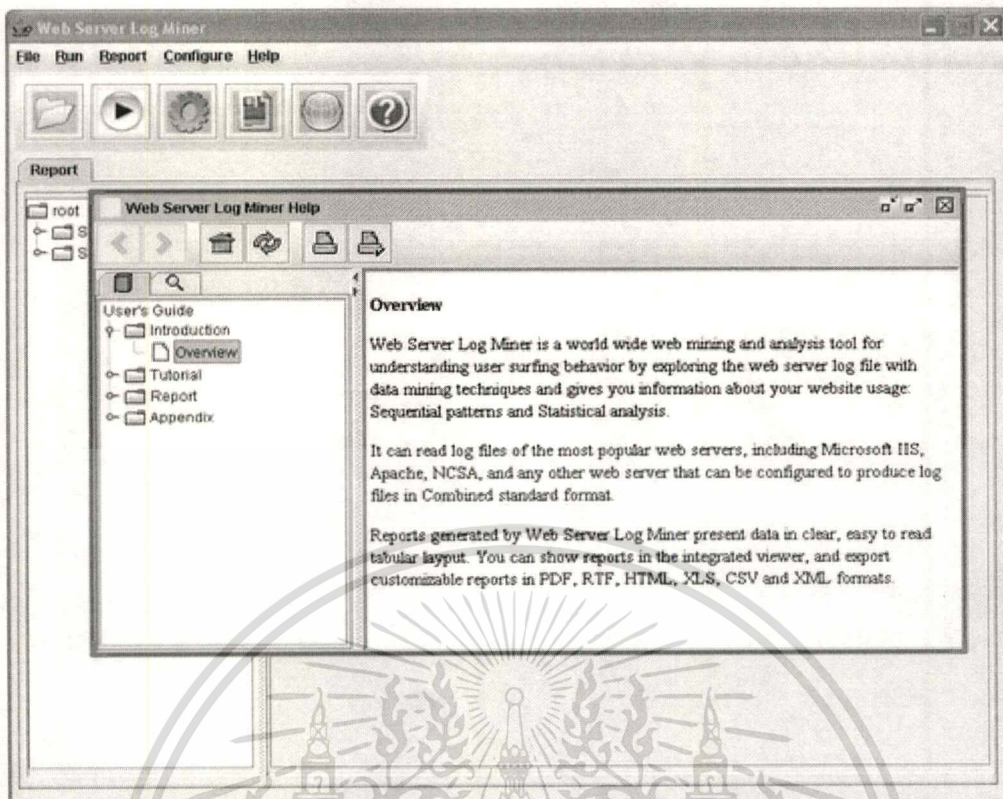 Web Server Log Miner
File Run Report Configure Help
Report
root
S
S
Web Server Log Miner Help
User's Guide
Introduction
Overview
Tutorial
Report
Appendix
Overview
Web Server Log Miner is a world wide web mining and analysis tool for
understanding user surfing behavior by exploring the web server log file with
data mining techniques and gives you information about your website usage:
Sequential patterns and Statistical analysis.
It can read log files of the most popular web servers, including Microsoft IIS,
Apache, NCSA, and any other web server that can be configured to produce log
files in Combined standard format.
Reports generated by Web Server Log Miner present data in clear, easy to read
tabular layput. You can show reports in the integrated viewer, and export
customizable reports in PDF, RTF, HTML, XLS, CSV and XML formats.